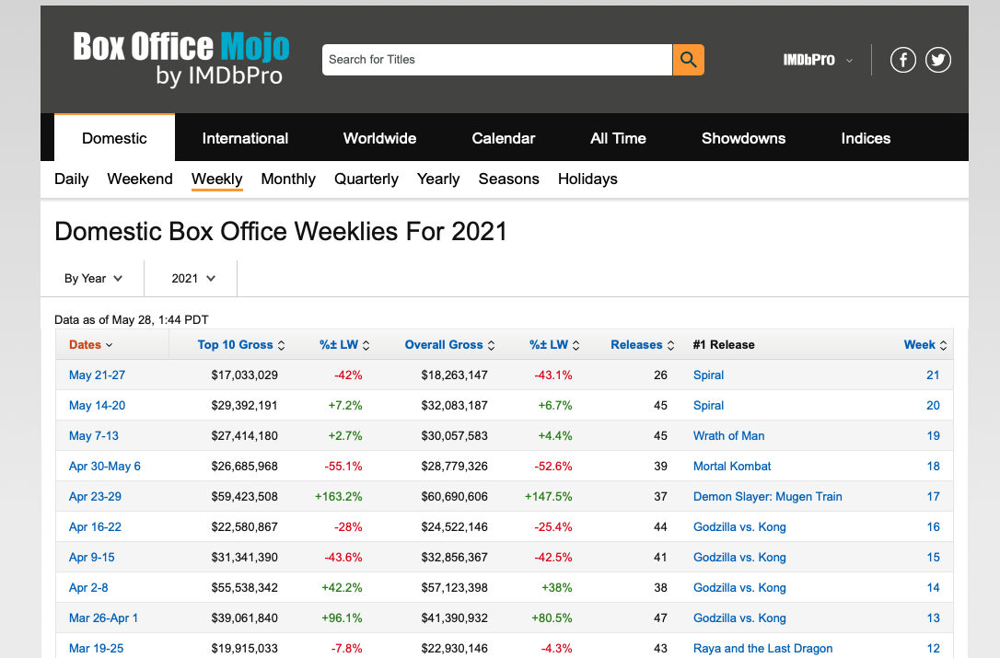 Box Office Mojo
by IMDbPro
Search for Titles
IMDbPro
Domestic International Worldwide Calendar All Time Showdowns Indices
Daily Weekend Weekly Monthly Quarterly Yearly Seasons Holidays
Domestic Box Office Weeklies For 2021
By Year 2021
Data as of May 28, 1:44 PDT
Dates Top 10 Gross %± LW Overall Gross %± LW Releases #1 Release Week
May 21-27 $17,033,029 -42% $18,263,147 -43.1% 26 Spiral 21
May 14-20 $29,392,191 +7.2% $32,083,187 +6.7% 45 Spiral 20
May 7-13 $27,414,180 +2.7% $30,057,583 +4.4% 45 Wrath of Man 19
Apr 30-May 6 $26,685,968 -55.1% $28,779,326 -52.6% 39 Mortal Kombat 18
Apr 23-29 $59,423,508 +163.2% $60,690,606 +147.5% 37 Demon Slayer: Mugen Train 17
Apr 16-22 $22,580,867 -28% $24,522,146 -25.4% 44 Godzilla vs. Kong 16
Apr 9-15 $31,341,390 -43.6% $32,856,367 -42.5% 41 Godzilla vs. Kong 15
Apr 2-8 $55,538,342 +42.2% $57,123,398 +38% 38 Godzilla vs. Kong 14
Mar 26-Apr 1 $39,061,840 +96.1% $41,390,932 +80.5% 47 Godzilla vs. Kong 13
Mar 19-25 $19,915,033 -7.8% $22,930,146 -4.3% 43 Raya and the Last Dragon 12